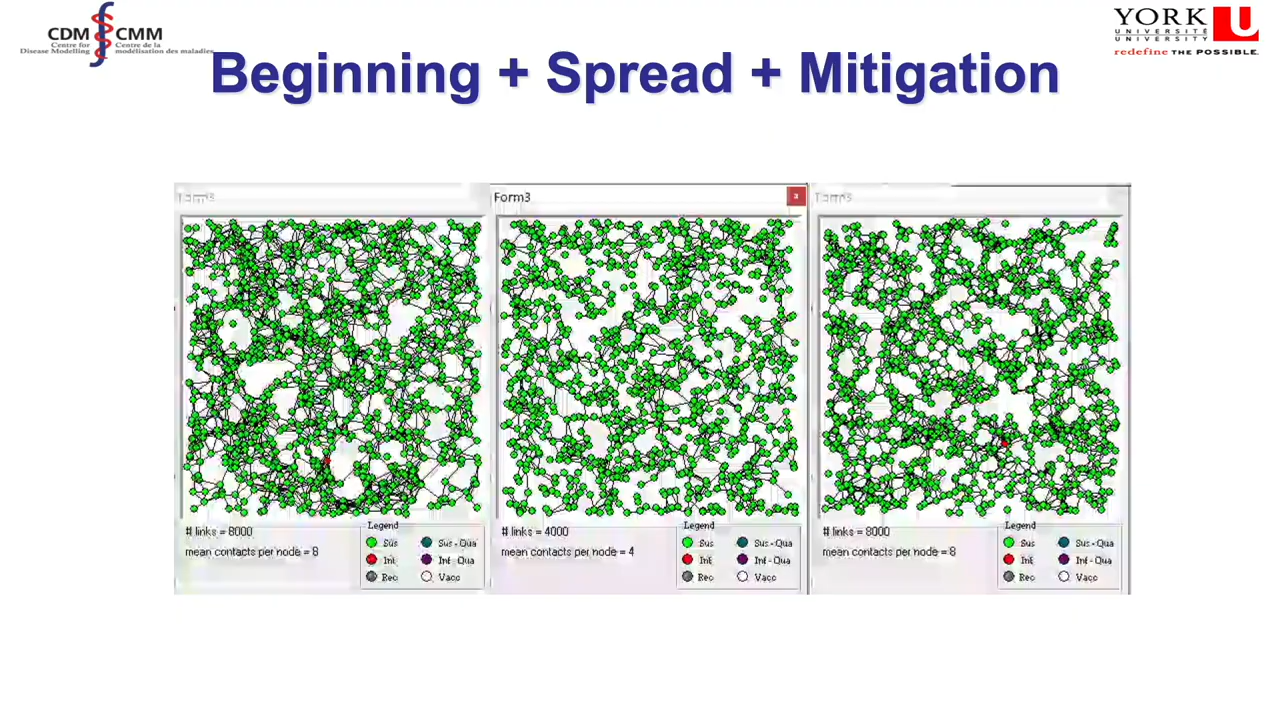 CDM CMM
Centre for Centre de la
Disease Modelling modélisation des maladies
YORK U
UNIVERSITÉ
UNIVERSITY
redefine THE POSSIBLE.
Beginning + Spread + Mitigation
Form3 Form3 Form3
# links = 8000
mean contacts per node = 8
Legend
Sus Sus - Qua
Inf Inf - Qua
Rec Vacc
# links = 4000
mean contacts per node = 4
Legend
Sus Sus - Qua
Inf Inf - Qua
Rec Vacc
# links = 8000
mean contacts per node = 8
Legend
Sus Sus - Qua
Inf Inf - Qua
Rec Vacc